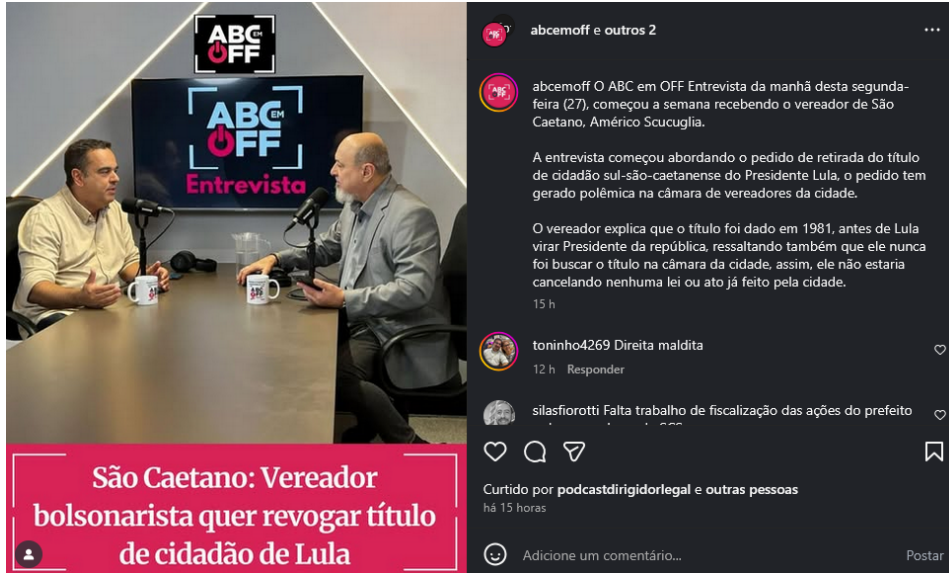 ABC EM OFF
ABC EM OFF
Entrevista
São Caetano: Vereador
bolsonarista quer revogar título
de cidadão de Lula
abcemoff e outros 2
abcemoff O ABC em OFF Entrevista da manhã desta segunda-
feira (27), começou a semana recebendo o vereador de São
Caetano, Américo Scucuglia.
A entrevista começou abordando o pedido de retirada do título
de cidadão sul-são-caetanense do Presidente Lula, o pedido tem
gerado polêmica na câmara de vereadores da cidade.
O vereador explica que o título foi dado em 1981, antes de Lula
virar Presidente da república, ressaltando também que ele nunca
foi buscar o título na câmara da cidade, assim, ele não estaria
cancelando nenhuma lei ou ato já feito pela cidade.
15 h
toninho4269 Direita maldita
12 h Responder
silasfiorotti Falta trabalho de fiscalização das ações do prefeito
Curtido por podcastdirigidorlegal e outras pessoas
há 15 horas
Adicione um comentário...
Postar